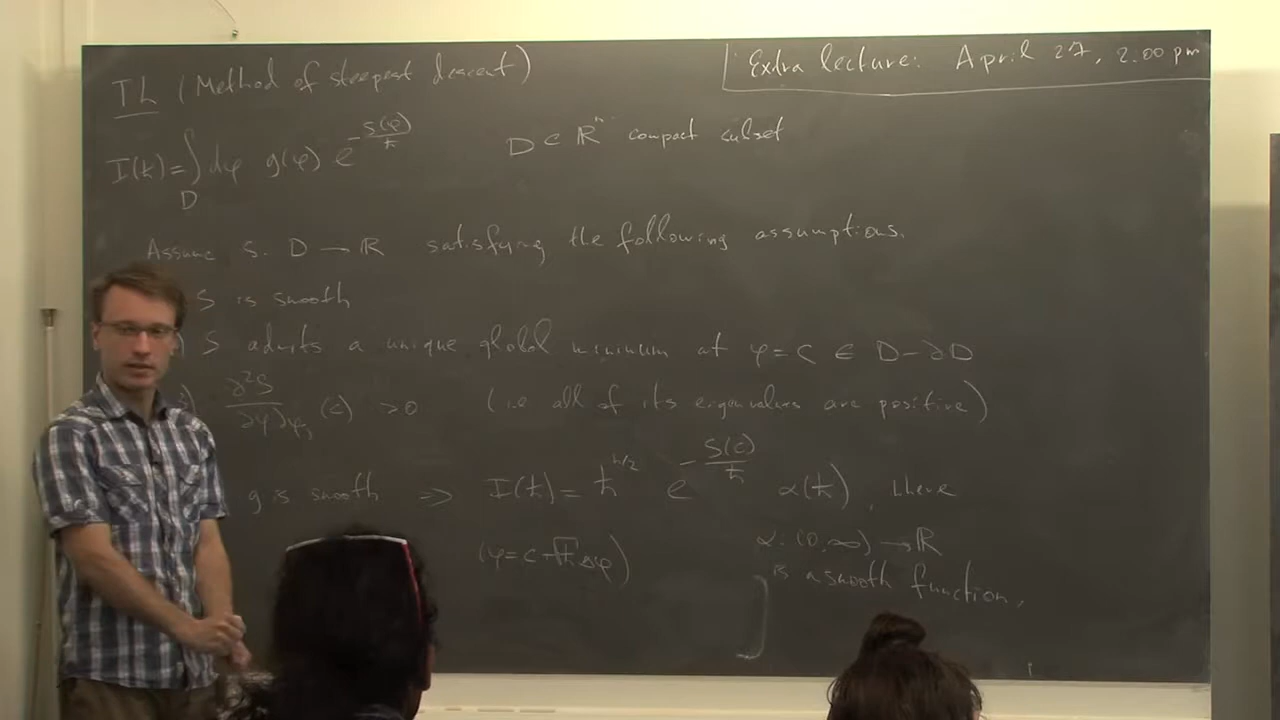 Th (Method of steepest descent)
Extra lecture: April 27, 2.00 pm
I(ħ) = ∫_D dφ g(φ) e^{-S(φ)/ħ}   D ⊂ ℝⁿ compact subset
Assume S: D → ℝ satisfying the following assumptions.
S is smooth
) S admits a unique global minimum at φ = c ∈ D - ∂D
) ∂²S/∂φ∂φ_j (c) > 0   (i.e all of its eigenvalues are positive)
g is smooth ⇒ I(ħ) = ħ^{n/2} e^{-S(c)/ħ} α(ħ), where
(φ = c + √ħ Δφ)   α: (0,∞) → ℝ
is a smooth function,